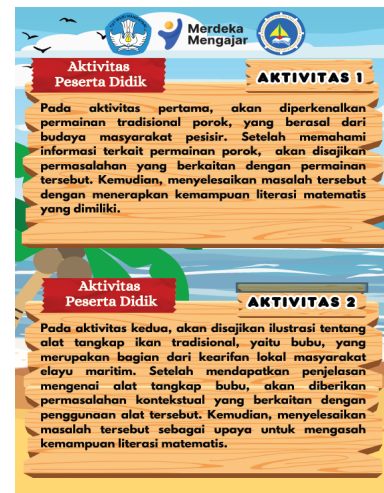 Merdeka
Mengajar
Aktivitas
Peserta Didik
AKTIVITAS 1
Pada aktivitas pertama, akan diperkenalkan
permainan tradisional porok, yang berasal dari
budaya masyarakat pesisir. Setelah memahami
informasi terkait permainan porok, akan disajikan
permasalahan yang berkaitan dengan permainan
tersebut. Kemudian, menyelesaikan masalah tersebut
dengan menerapkan kemampuan literasi matematis
yang dimiliki.
Aktivitas
Peserta Didik
AKTIVITAS 2
Pada aktivitas kedua, akan disajikan ilustrasi tentang
alat tangkap ikan tradisional, yaitu bubu, yang
merupakan bagian dari kearifan lokal masyarakat
elayu maritim. Setelah mendapatkan penjelasan
mengenai alat tangkap bubu, akan diberikan
permasalahan kontekstual yang berkaitan dengan
penggunaan alat tersebut. Kemudian, menyelesaikan
masalah tersebut sebagai upaya untuk mengasah
kemampuan literasi matematis.